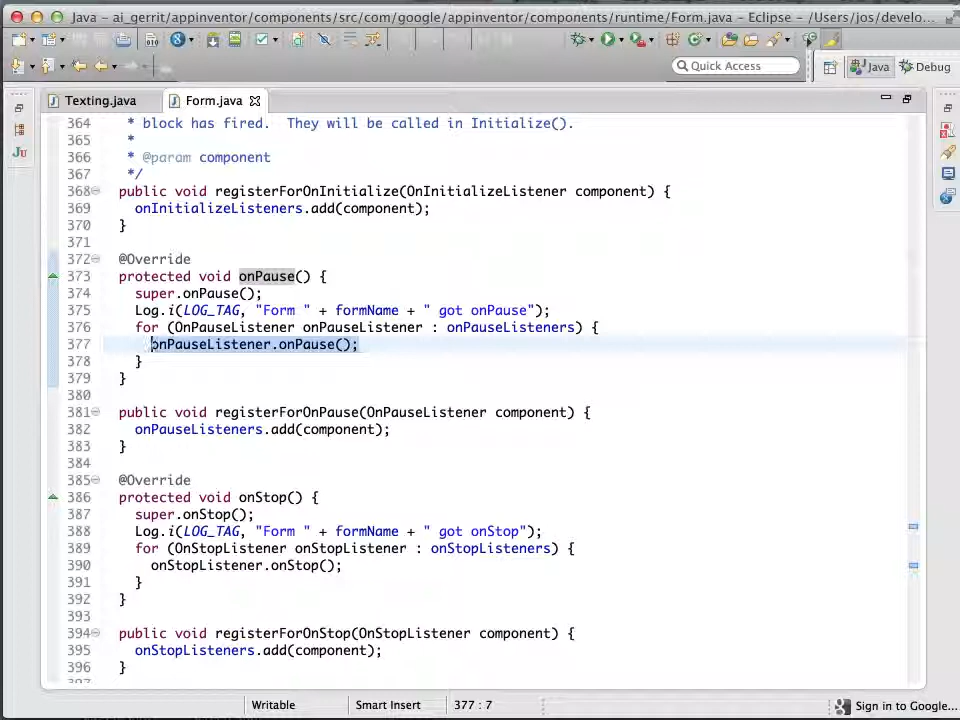 Java – ai_gerrit/appinventor/components/src/com/google/appinventor/components/runtime/Form.java – Eclipse – /Users/jos/develo...
Quick Access
Java
Debug
Texting.java
Form.java
364 * block has fired.  They will be called in Initialize().
365 *
366 * @param component
367 */
368 public void registerForOnInitialize(OnInitializeListener component) {
369 onInitializeListeners.add(component);
370 }
371
372 @Override
373 protected void onPause() {
374 super.onPause();
375 Log.i(LOG_TAG, "Form " + formName + " got onPause");
376 for (OnPauseListener onPauseListener : onPauseListeners) {
377 onPauseListener.onPause();
378 }
379 }
380
381 public void registerForOnPause(OnPauseListener component) {
382 onPauseListeners.add(component);
383 }
384
385 @Override
386 protected void onStop() {
387 super.onStop();
388 Log.i(LOG_TAG, "Form " + formName + " got onStop");
389 for (OnStopListener onStopListener : onStopListeners) {
390 onStopListener.onStop();
391 }
392 }
393
394 public void registerForOnStop(OnStopListener component) {
395 onStopListeners.add(component);
396 }
Writable
Smart Insert
377 : 7
Sign in to Google...